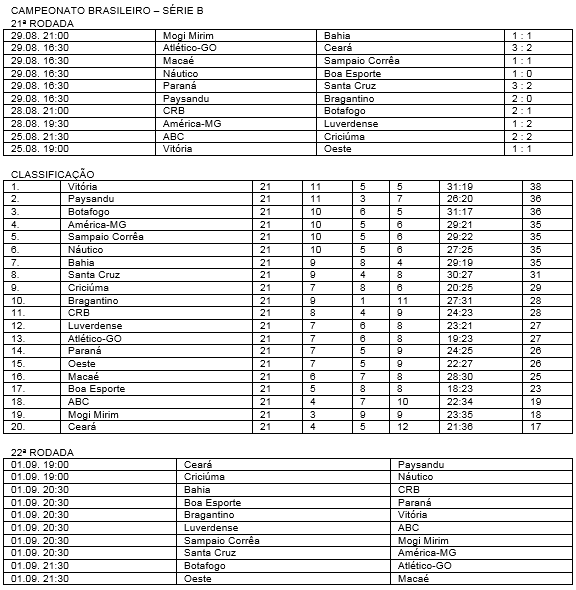 CAMPEONATO BRASILEIRO – SÉRIE B
21ª RODADA
29.08. 21:00 Mogi Mirim Bahia 1 : 1
29.08. 16:30 Atlético-GO Ceará 3 : 2
29.08. 16:30 Macaé Sampaio Corrêa 1 : 1
29.08. 16:30 Náutico Boa Esporte 1 : 0
29.08. 16:30 Paraná Santa Cruz 3 : 2
29.08. 16:30 Paysandu Bragantino 2 : 0
28.08. 21:00 CRB Botafogo 2 : 1
28.08. 19:30 América-MG Luverdense 1 : 2
25.08. 21:30 ABC Criciúma 2 : 2
25.08. 19:00 Vitória Oeste 1 : 1
CLASSIFICAÇÃO
1. Vitória 21 11 5 5 31:19 38
2. Paysandu 21 11 3 7 26:20 36
3. Botafogo 21 10 6 5 31:17 36
4. América-MG 21 10 5 6 29:21 35
5. Sampaio Corrêa 21 10 5 6 29:22 35
6. Náutico 21 10 5 6 27:25 35
7. Bahia 21 9 8 4 29:19 35
8. Santa Cruz 21 9 4 8 30:27 31
9. Criciúma 21 7 8 6 20:25 29
10. Bragantino 21 9 1 11 27:31 28
11. CRB 21 8 4 9 24:23 28
12. Luverdense 21 7 6 8 23:21 27
13. Atlético-GO 21 7 6 8 19:23 27
14. Paraná 21 7 5 9 24:25 26
15. Oeste 21 7 5 9 22:27 26
16. Macaé 21 6 7 8 28:30 25
17. Boa Esporte 21 5 8 8 18:23 23
18. ABC 21 4 7 10 22:34 19
19. Mogi Mirim 21 3 9 9 23:35 18
20. Ceará 21 4 5 12 21:36 17
22ª RODADA
01.09. 19:00 Ceará Paysandu
01.09. 19:00 Criciúma Náutico
01.09. 20:30 Bahia CRB
01.09. 20:30 Boa Esporte Paraná
01.09. 20:30 Bragantino Vitória
01.09. 20:30 Luverdense ABC
01.09. 20:30 Sampaio Corrêa Mogi Mirim
01.09. 20:30 Santa Cruz América-MG
01.09. 21:30 Botafogo Atlético-GO
01.09. 21:30 Oeste Macaé